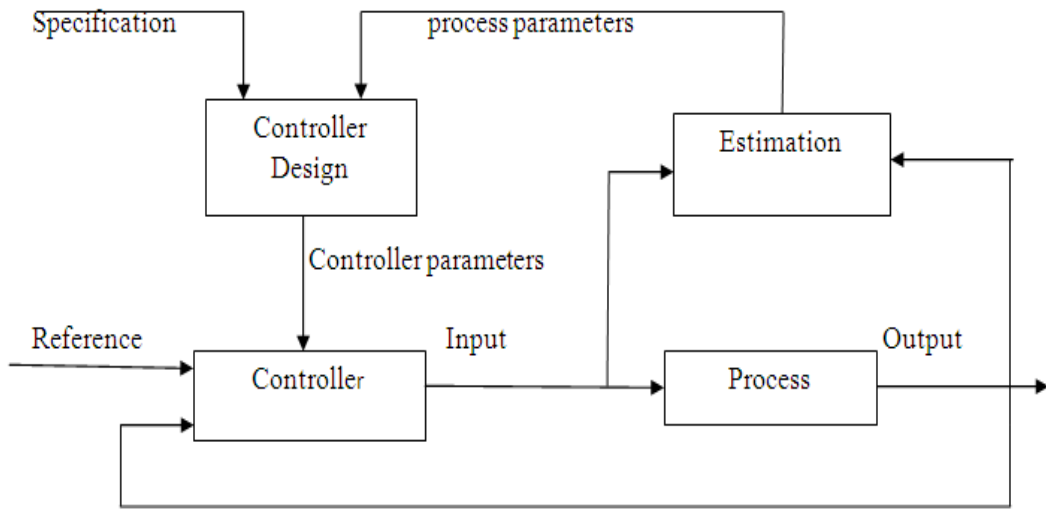 Specification
process parameters
Controller
Design
Estimation
Controller parameters
Reference
Input
Output
Controller
Process